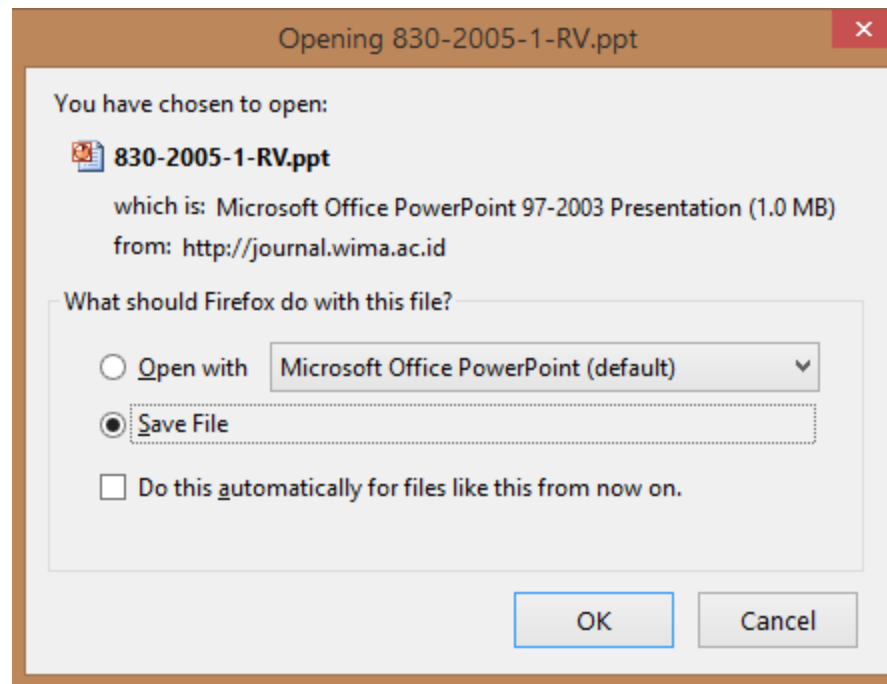 Opening 830-2005-1-RV.ppt
You have chosen to open:
830-2005-1-RV.ppt
which is: Microsoft Office PowerPoint 97-2003 Presentation (1.0 MB)
from: http://journal.wima.ac.id
What should Firefox do with this file?
Open with Microsoft Office PowerPoint (default)
Save File
Do this automatically for files like this from now on.
OK Cancel